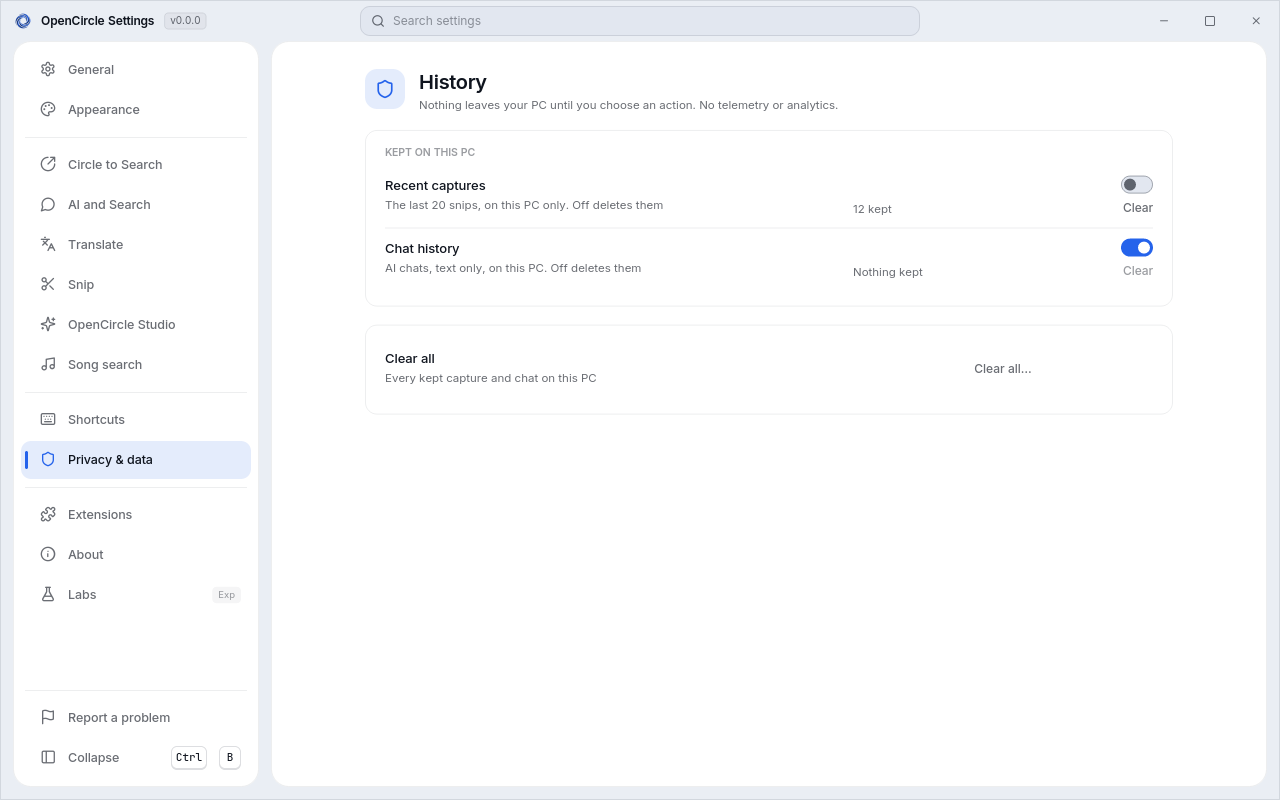 OpenCircle Settings
v0.0.0
Search settings
General
Appearance
Circle to Search
AI and Search
Translate
Snip
OpenCircle Studio
Song search
Shortcuts
Privacy & data
Extensions
About
Labs
Exp
Report a problem
Collapse
Ctrl
B
History
Nothing leaves your PC until you choose an action. No telemetry or analytics.
KEPT ON THIS PC
Recent captures
The last 20 snips, on this PC only. Off deletes them
12 kept
Clear
Chat history
AI chats, text only, on this PC. Off deletes them
Nothing kept
Clear
Clear all
Every kept capture and chat on this PC
Clear all...